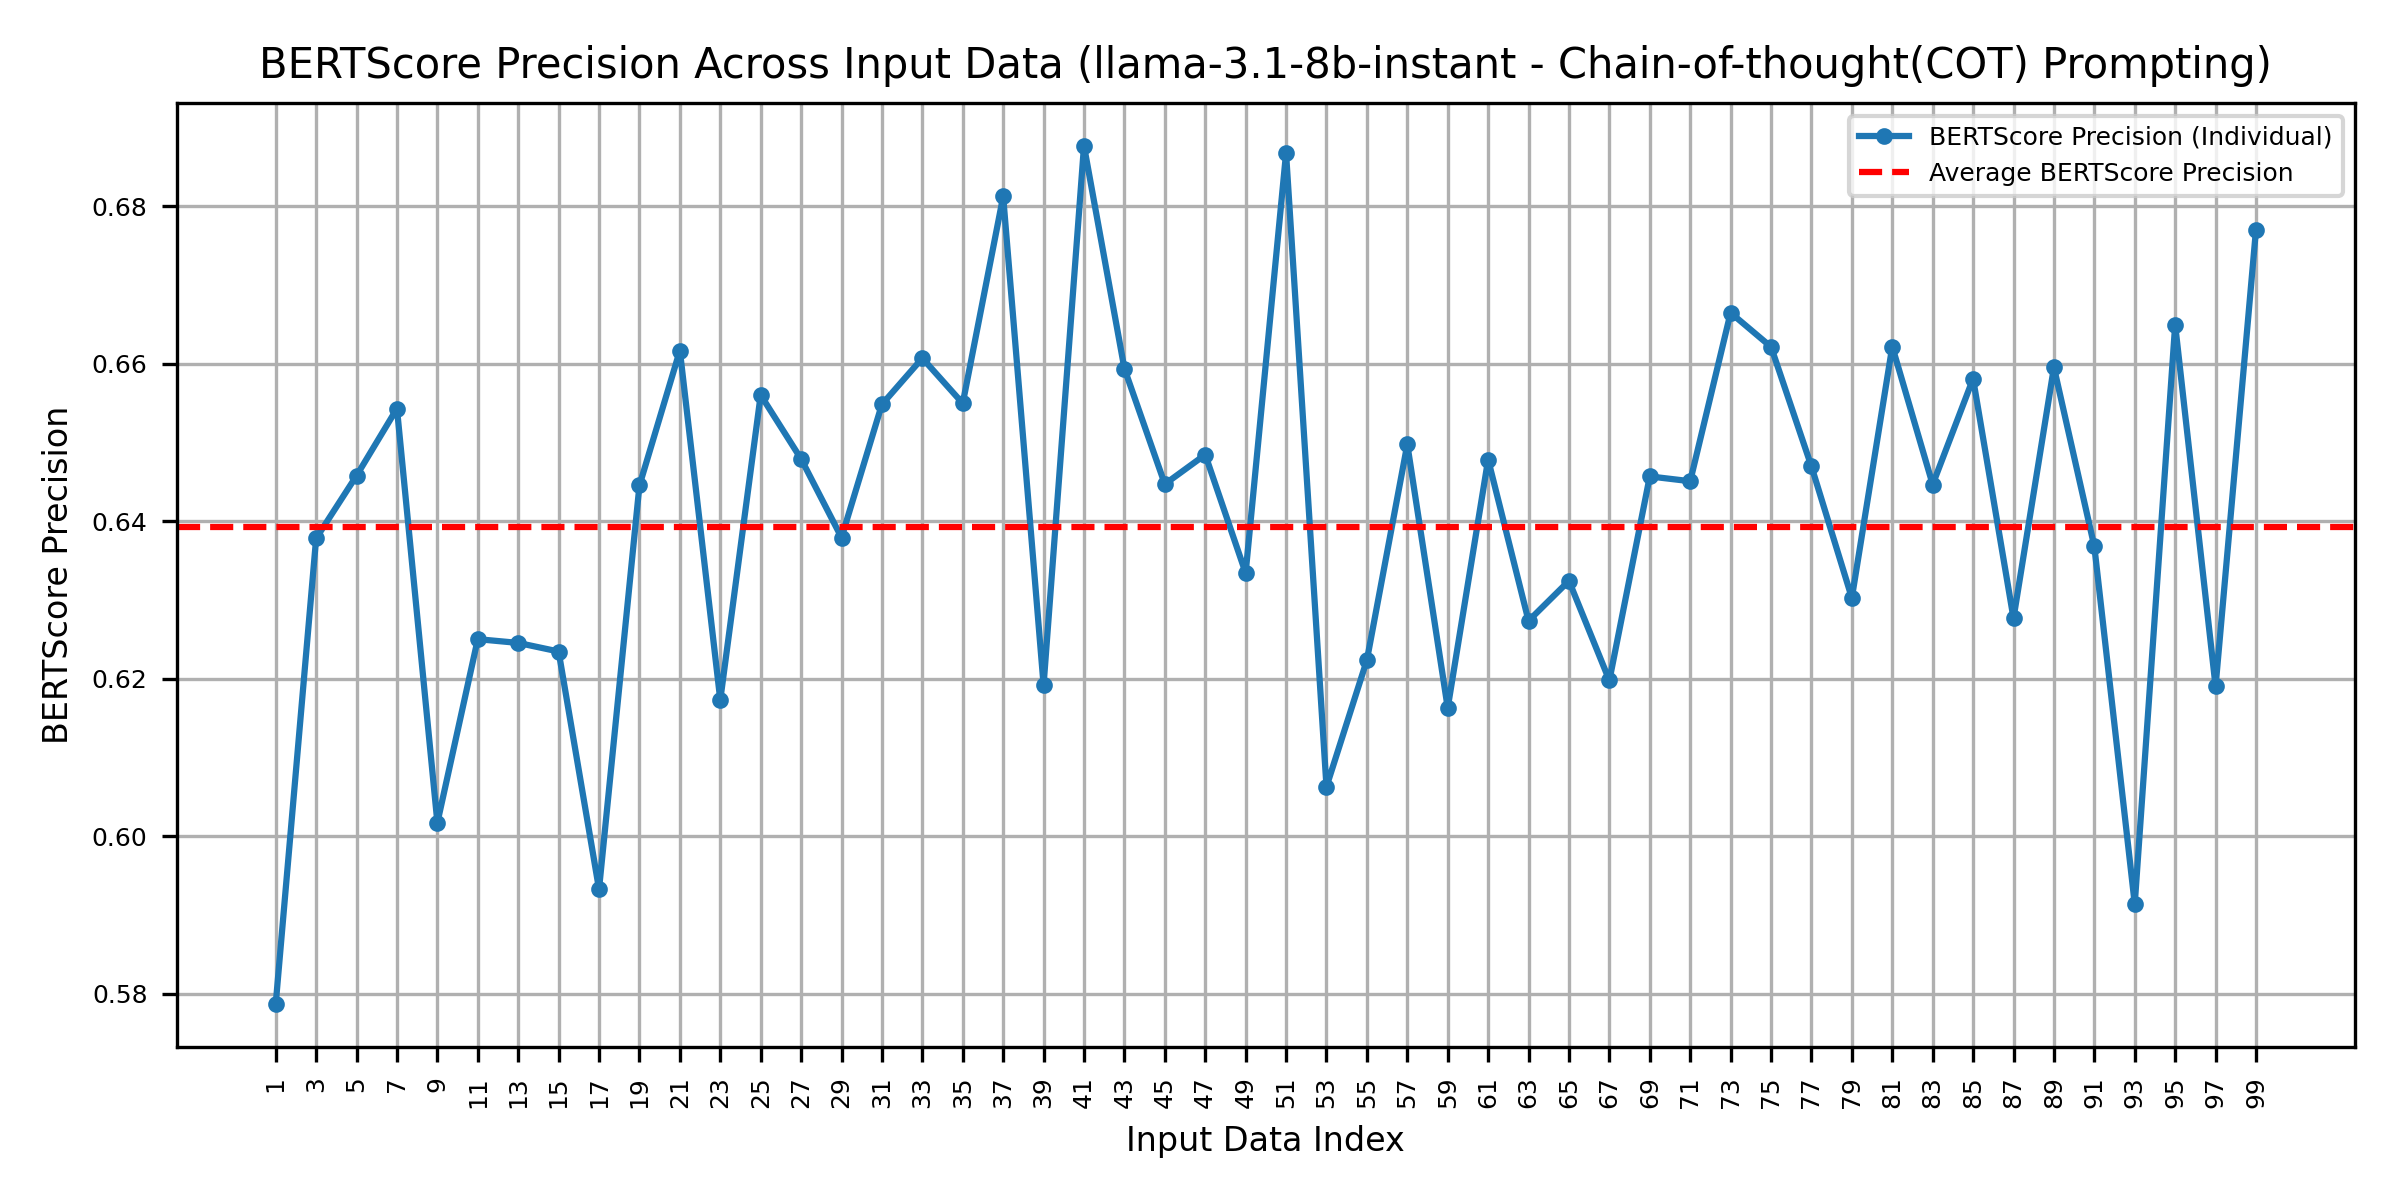 BERTScore Precision Across Input Data (llama-3.1-8b-instant - Chain-of-thought(COT) Prompting)
BERTScore Precision (Individual)
Average BERTScore Precision
BERTScore Precision
0.68
0.66
0.64
0.62
0.60
0.58
1 3 5 7 9 11 13 15 17 19 21 23 25 27 29 31 33 35 37 39 41 43 45 47 49 51 53 55 57 59 61 63 65 67 69 71 73 75 77 79 81 83 85 87 89 91 93 95 97 99
Input Data Index